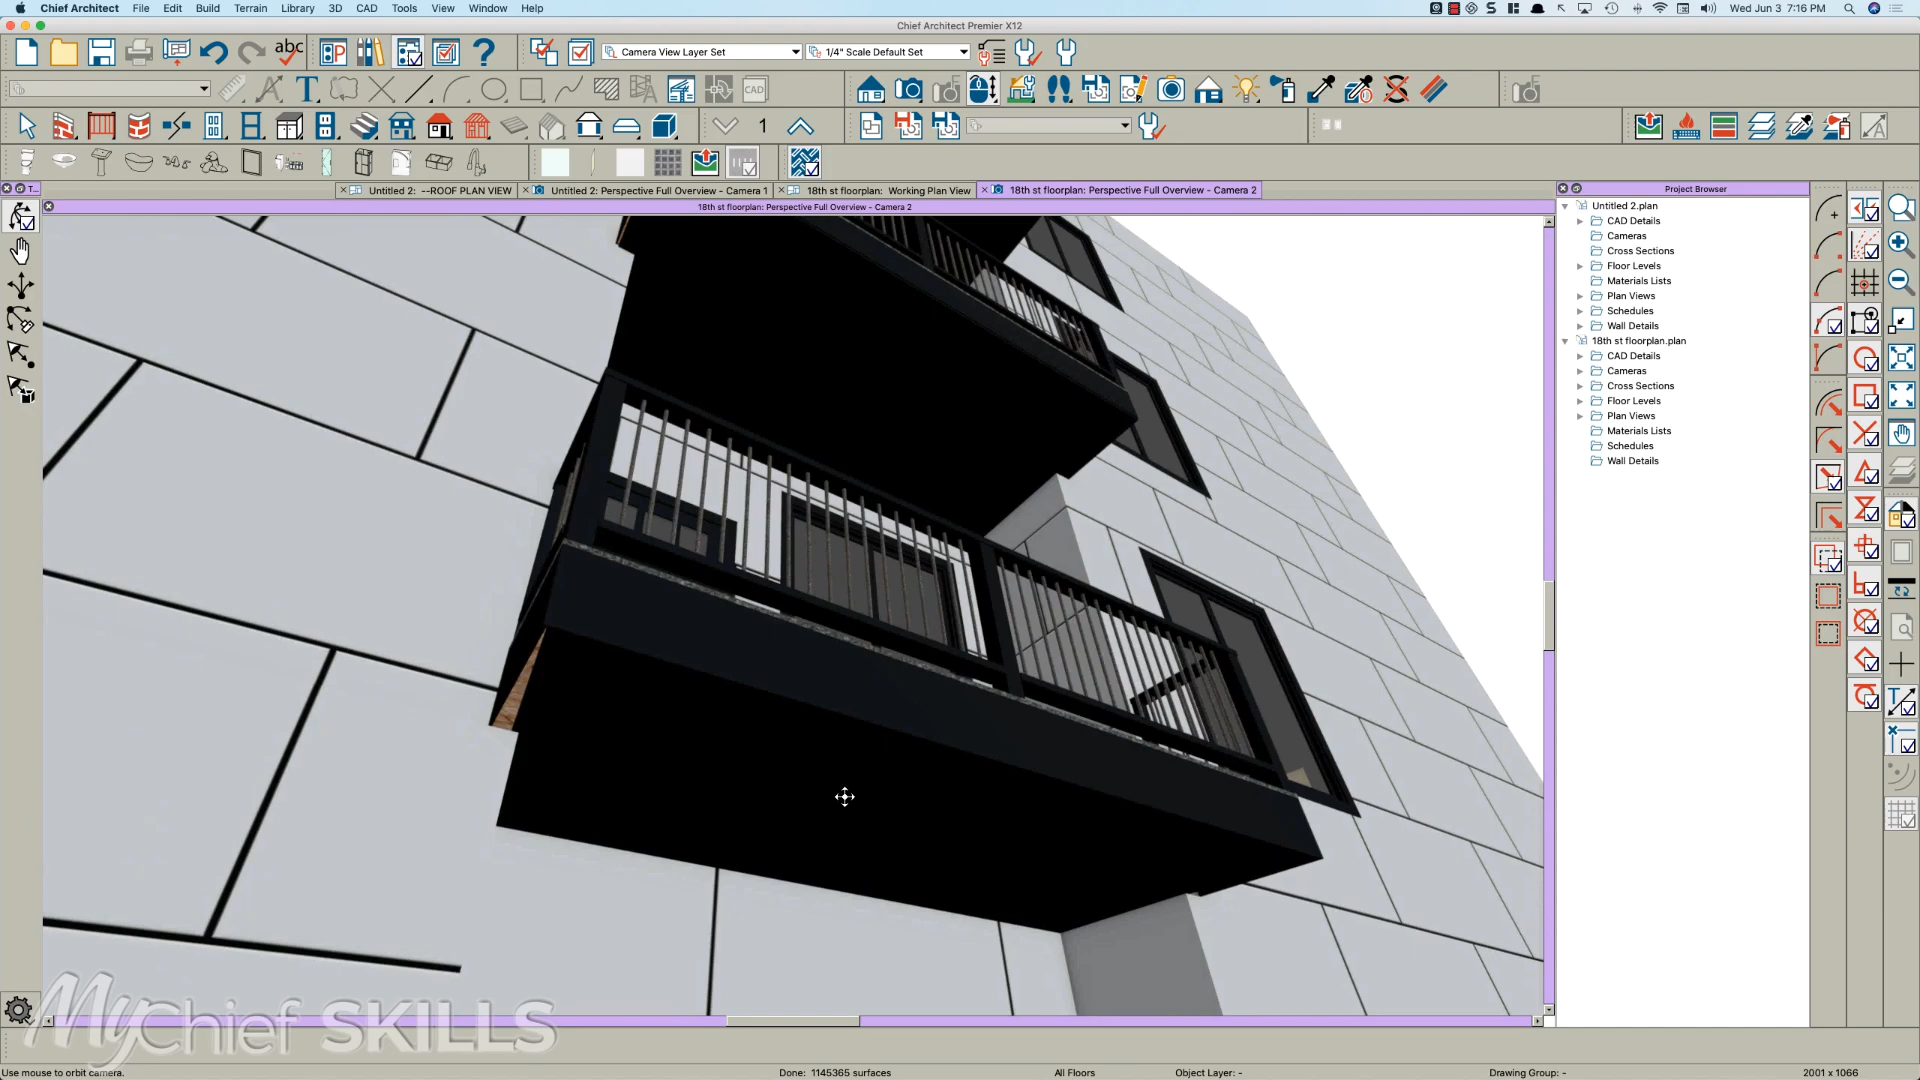 Chief Architect File Edit Build Terrain Library 3D CAD Tools View Window Help Wed Jun 3 7:16 PM
Chief Architect Premier X12
abc Camera View Layer Set 1/4" Scale Default Set
T CAD
1
T... Untitled 2: --ROOF PLAN VIEW Untitled 2: Perspective Full Overview - Camera 1 18th st floorplan: Working Plan View 18th st floorplan: Perspective Full Overview - Camera 2 Project Browser
18th st floorplan: Perspective Full Overview - Camera 2
Untitled 2.plan
CAD Details
Cameras
Cross Sections
Floor Levels
Materials Lists
Plan Views
Schedules
Wall Details
18th st floorplan.plan
CAD Details
Cameras
Cross Sections
Floor Levels
Plan Views
Materials Lists
Schedules
Wall Details
MyChief SKILLS
Use mouse to orbit camera. Done: 1145365 surfaces All Floors Object Layer: - Drawing Group: - 2001 x 1066